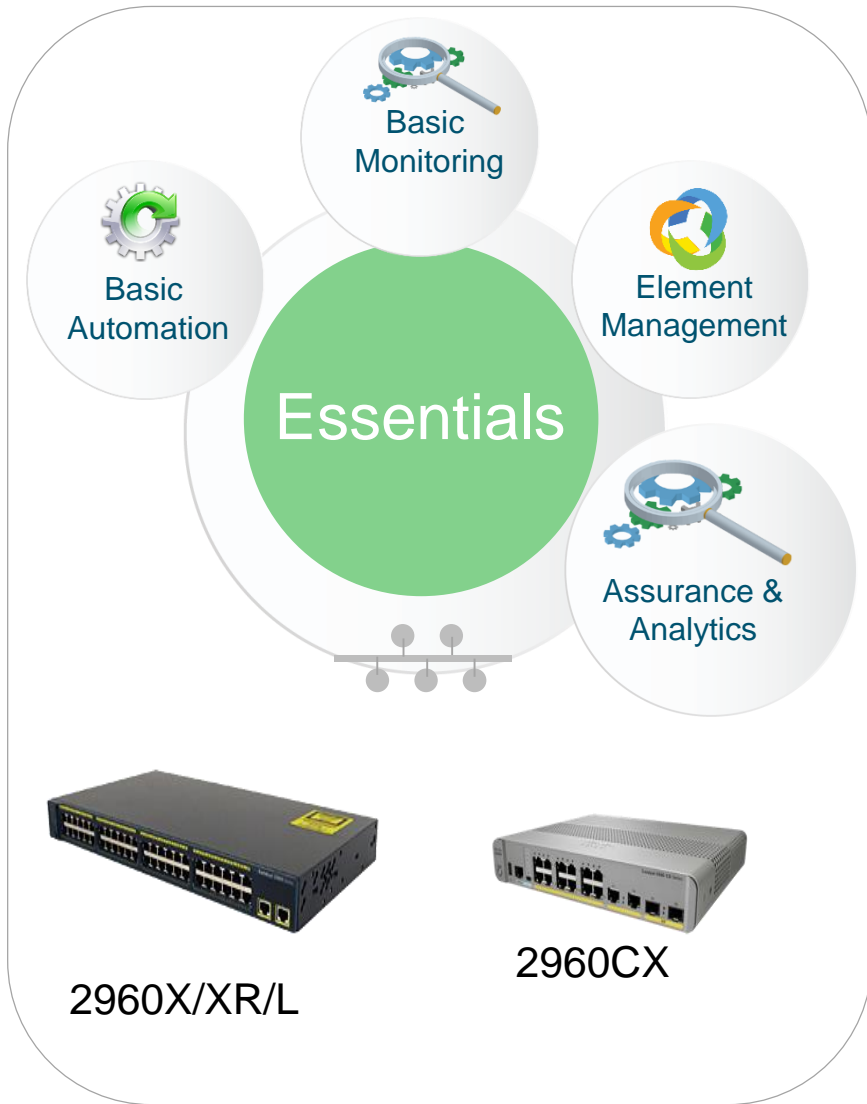 Basic
Monitoring
Basic
Automation
Element
Management
Essentials
Assurance &
Analytics
2960X/XR/L
2960CX